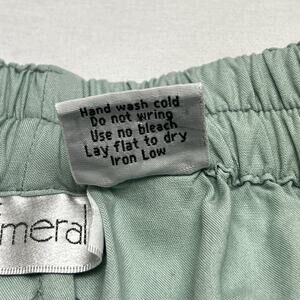 Hand wash cold
Do not wring
Use no bleach
Lay flat to dry
Iron Low
meral